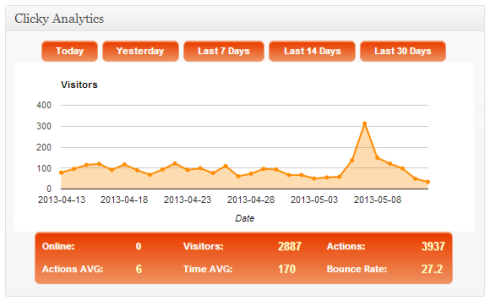 Clicky Analytics
Today Yesterday Last 7 Days Last 14 Days Last 30 Days
Visitors
400
300
200
100
0
2013-04-13 2013-04-18 2013-04-23 2013-04-28 2013-05-03 2013-05-08
Date
Online: 0 Visitors: 2887 Actions: 3937
Actions AVG: 6 Time AVG: 170 Bounce Rate: 27.2